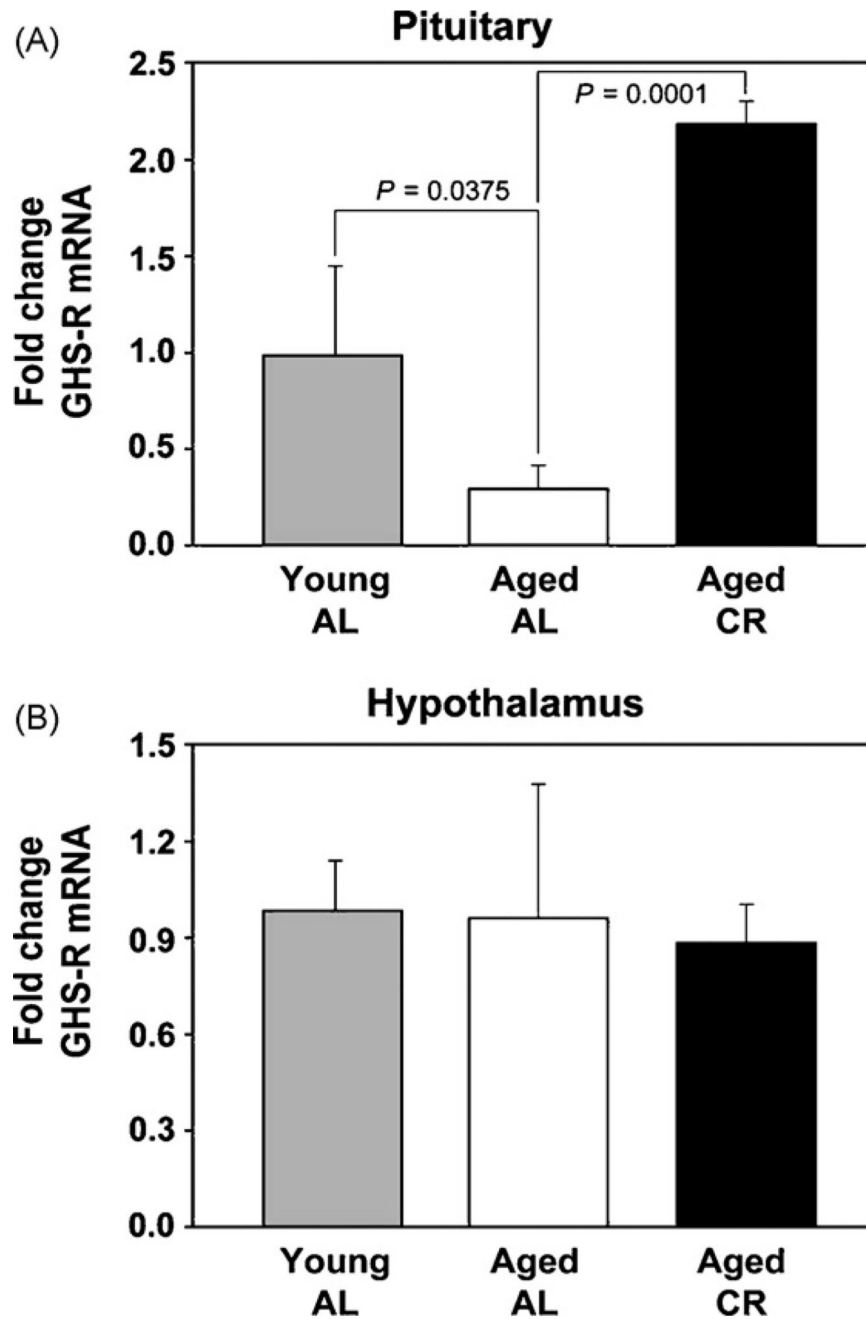 (A)
Pituitary
Fold change
GHS-R mRNA
2.5
2.0
1.5
1.0
0.5
0.0
P = 0.0375
P = 0.0001
Young
AL
Aged
AL
Aged
CR
(B)
Hypothalamus
Fold change
GHS-R mRNA
1.5
1.2
0.9
0.6
0.3
0.0
Young
AL
Aged
AL
Aged
CR